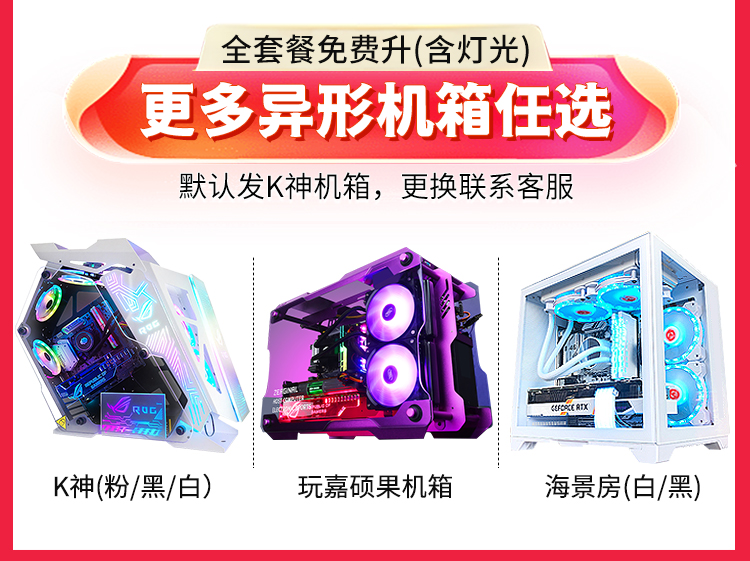 全套餐免费升(含灯光)
更多异形机箱任选
默认发K神机箱，更换联系客服
GEFORCE RTX
K神(粉/黑/白)
玩嘉硕果机箱
海景房(白/黑)